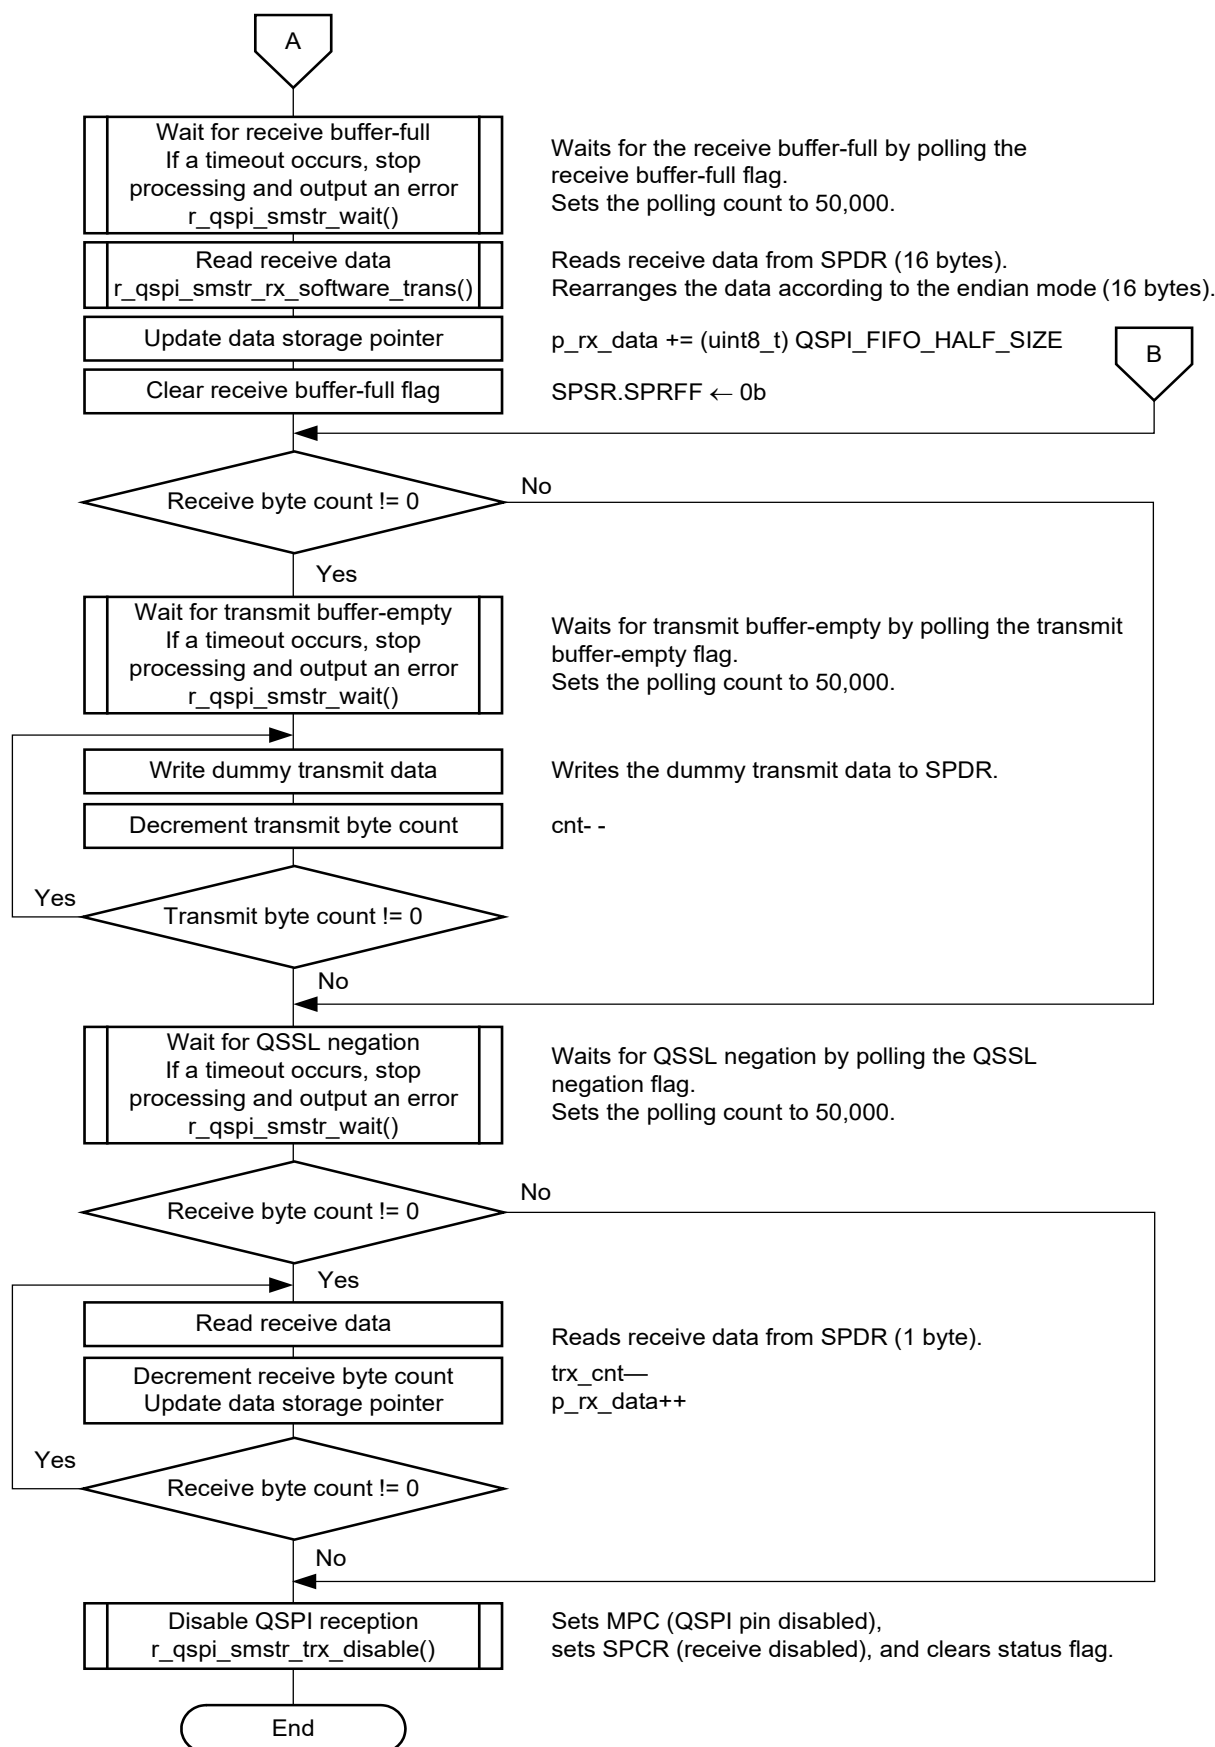 A
Wait for receive buffer-full
If a timeout occurs, stop
processing and output an error
r_qspi_smstr_wait()
Waits for the receive buffer-full by polling the
receive buffer-full flag.
Sets the polling count to 50,000.
Read receive data
r_qspi_smstr_rx_software_trans()
Reads receive data from SPDR (16 bytes).
Rearranges the data according to the endian mode (16 bytes).
Update data storage pointer
p_rx_data += (uint8_t) QSPI_FIFO_HALF_SIZE
B
Clear receive buffer-full flag
SPSR.SPRFF ← 0b
Receive byte count != 0
No
Yes
Wait for transmit buffer-empty
If a timeout occurs, stop
processing and output an error
r_qspi_smstr_wait()
Waits for transmit buffer-empty by polling the transmit
buffer-empty flag.
Sets the polling count to 50,000.
Write dummy transmit data
Writes the dummy transmit data to SPDR.
Decrement transmit byte count
cnt- -
Yes
Transmit byte count != 0
No
Wait for QSSL negation
If a timeout occurs, stop
processing and output an error
r_qspi_smstr_wait()
Waits for QSSL negation by polling the QSSL
negation flag.
Sets the polling count to 50,000.
Receive byte count != 0
No
Yes
Read receive data
Reads receive data from SPDR (1 byte).
Decrement receive byte count
Update data storage pointer
trx_cnt—
p_rx_data++
Yes
Receive byte count != 0
No
Disable QSPI reception
r_qspi_smstr_trx_disable()
Sets MPC (QSPI pin disabled),
sets SPCR (receive disabled), and clears status flag.
End